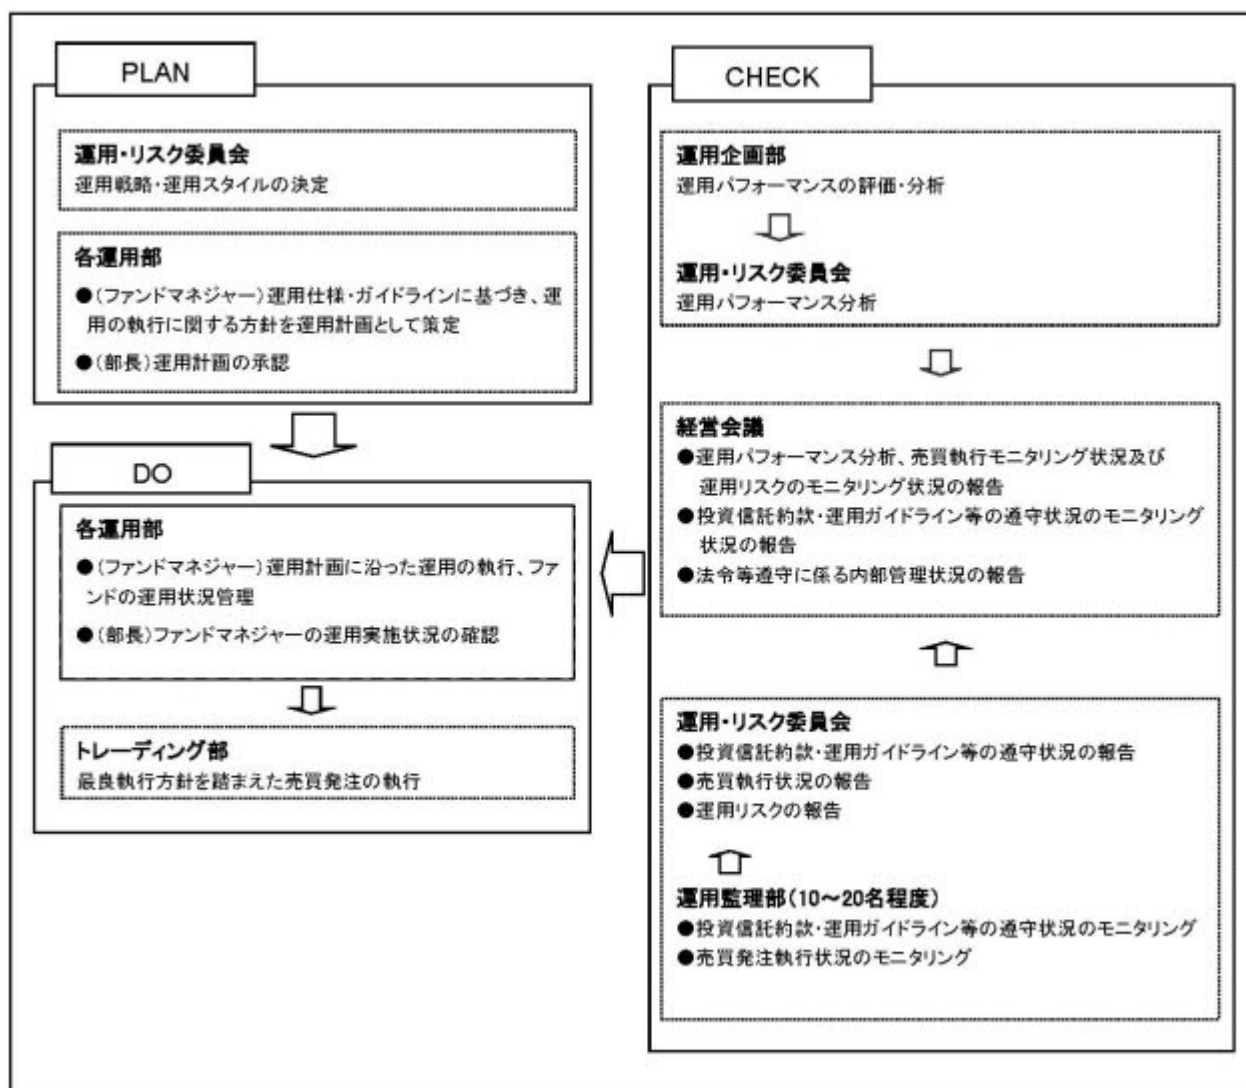 PLAN
運用・リスク委員会
運用戦略・運用スタイルの決定
各運用部
●(ファンドマネジャー)運用仕様・ガイドラインに基づき、運
用の執行に関する方針を運用計画として策定
●(部長)運用計画の承認
DO
各運用部
●(ファンドマネジャー)運用計画に沿った運用の執行、ファ
ンドの運用状況管理
●(部長)ファンドマネジャーの運用実施状況の確認
トレーディング部
最良執行方針を踏まえた売買発注の執行
CHECK
運用企画部
運用パフォーマンスの評価・分析
運用・リスク委員会
運用パフォーマンス分析
経営会議
●運用パフォーマンス分析、売買執行モニタリング状況及び
運用リスクのモニタリング状況の報告
●投資信託約款・運用ガイドライン等の遵守状況のモニタリング
状況の報告
●法令等遵守に係る内部管理状況の報告
運用・リスク委員会
●投資信託約款・運用ガイドライン等の遵守状況の報告
●売買執行状況の報告
●運用リスクの報告
運用監理部(10～20名程度)
●投資信託約款・運用ガイドライン等の遵守状況のモニタリング
●売買発注執行状況のモニタリング